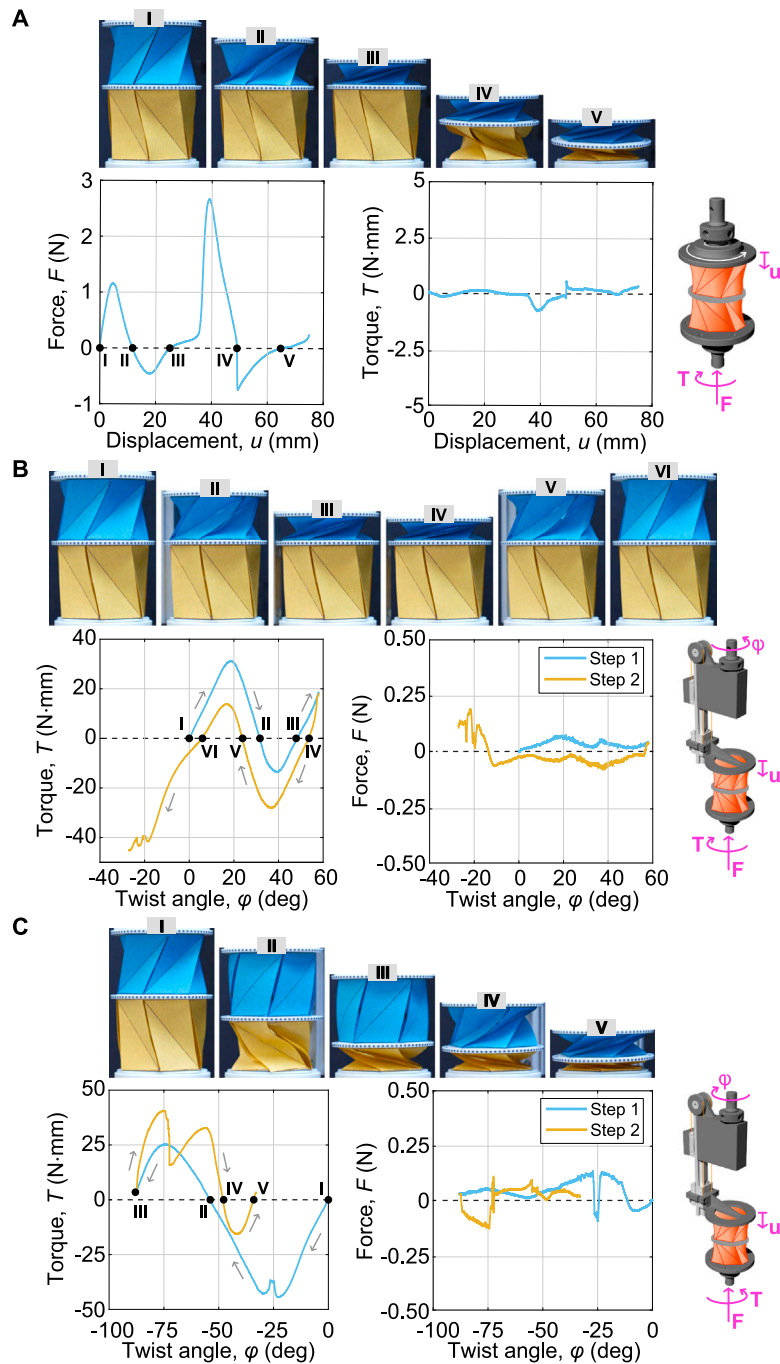 A
I
II
III
IV
V
3
2
1
0
-1
0 20 40 60 80
I II III IV V
Force, F (N)
Displacement, u (mm)
5
2.5
0
-2.5
-5
0 20 40 60 80
Torque, T (N·mm)
Displacement, u (mm)
u
T
F
B
I
II
III
IV
V
VI
40
20
0
-20
-40
-40 -20 0 20 40 60
I II III
VI V IV
Torque, T (N·mm)
Twist angle, φ (deg)
0.50
0.25
0
-0.25
-0.50
-40 -20 0 20 40 60
Step 1
Step 2
Force, F (N)
Twist angle, φ (deg)
φ
u
T
F
C
I
II
III
IV
V
50
25
0
-25
-50
-100 -75 -50 -25 0
IV V I
III II
Torque, T (N·mm)
Twist angle, φ (deg)
0.50
0.25
0
-0.25
-0.50
-100 -75 -50 -25 0
Step 1
Step 2
Force, F (N)
Twist angle, φ (deg)
φ
u
T
F